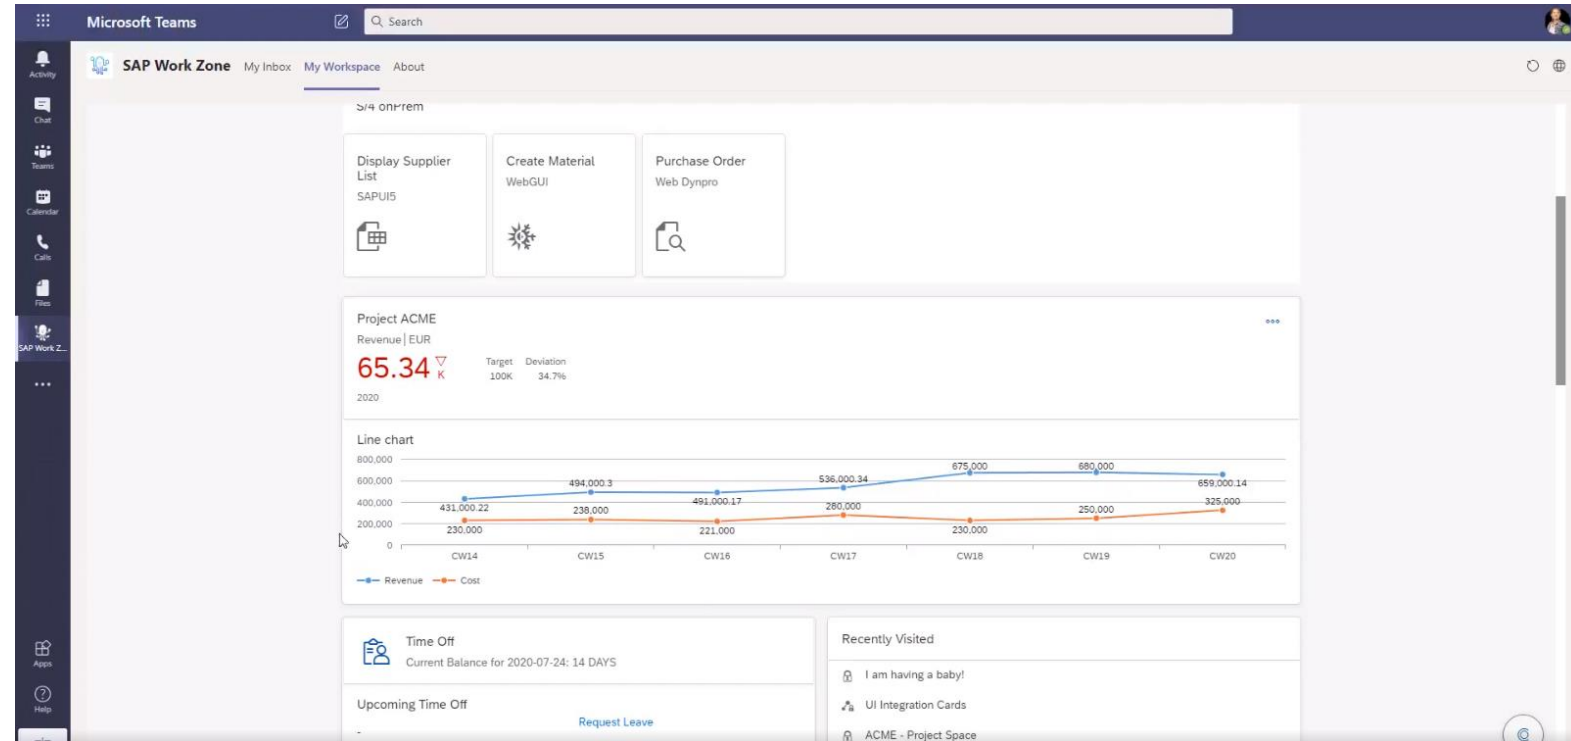 Microsoft Teams
Search
Activity
Chat
Teams
Calendar
Calls
Files
SAP Work Z...
Apps
Help
SAP Work Zone My Inbox My Workspace About
S/4 onPrem
Display Supplier
List
SAPUI5
Create Material
WebGUI
Purchase Order
Web Dynpro
Project ACME
Revenue | EUR
65.34 K
Target Deviation
100K 34.7%
2020
Line chart
800,000
600,000
400,000
200,000
0
431,000.22
494,000.3
491,000.17
536,000.34
675,000
680,000
659,000.14
230,000
238,000
221,000
280,000
230,000
250,000
325,000
CW14 CW15 CW16 CW17 CW18 CW19 CW20
Revenue Cost
Time Off
Current Balance for 2020-07-24: 14 DAYS
Upcoming Time Off
Request Leave
-
Recently Visited
I am having a baby!
UI Integration Cards
ACME - Project Space